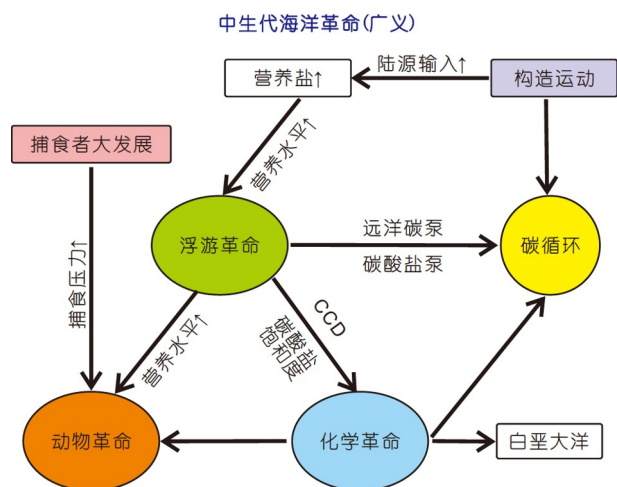 中生代海洋革命(广义)
营养盐↑
陆源输入↑
构造运动
捕食者大发展
营养水平↑
浮游革命
远洋碳泵
碳酸盐泵
碳循环
捕食压力↑
营养水平↑
CCD
碳酸盐
饱和度
动物革命
化学革命
白垩大洋